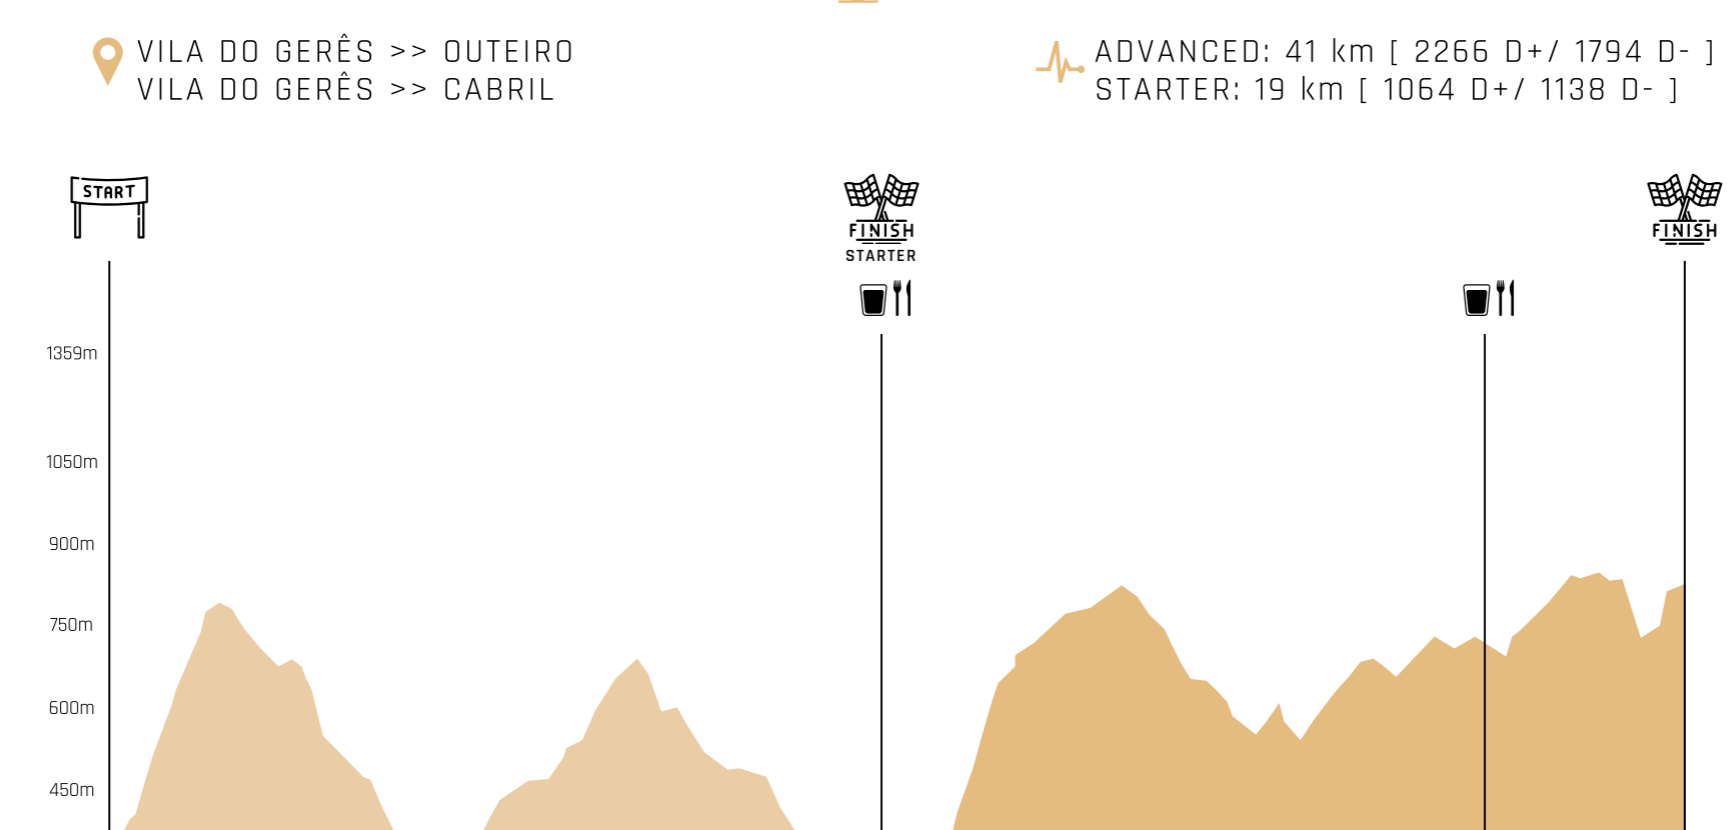 VILA DO GERÊS >> OUTEIRO
VILA DO GERÊS >> CABRIL
ADVANCED: 41 km [ 2266 D+/ 1794 D- ]
STARTER: 19 km [ 1064 D+/ 1138 D- ]
START
FINISH
STARTER
FINISH
1359m
1050m
900m
750m
600m
450m